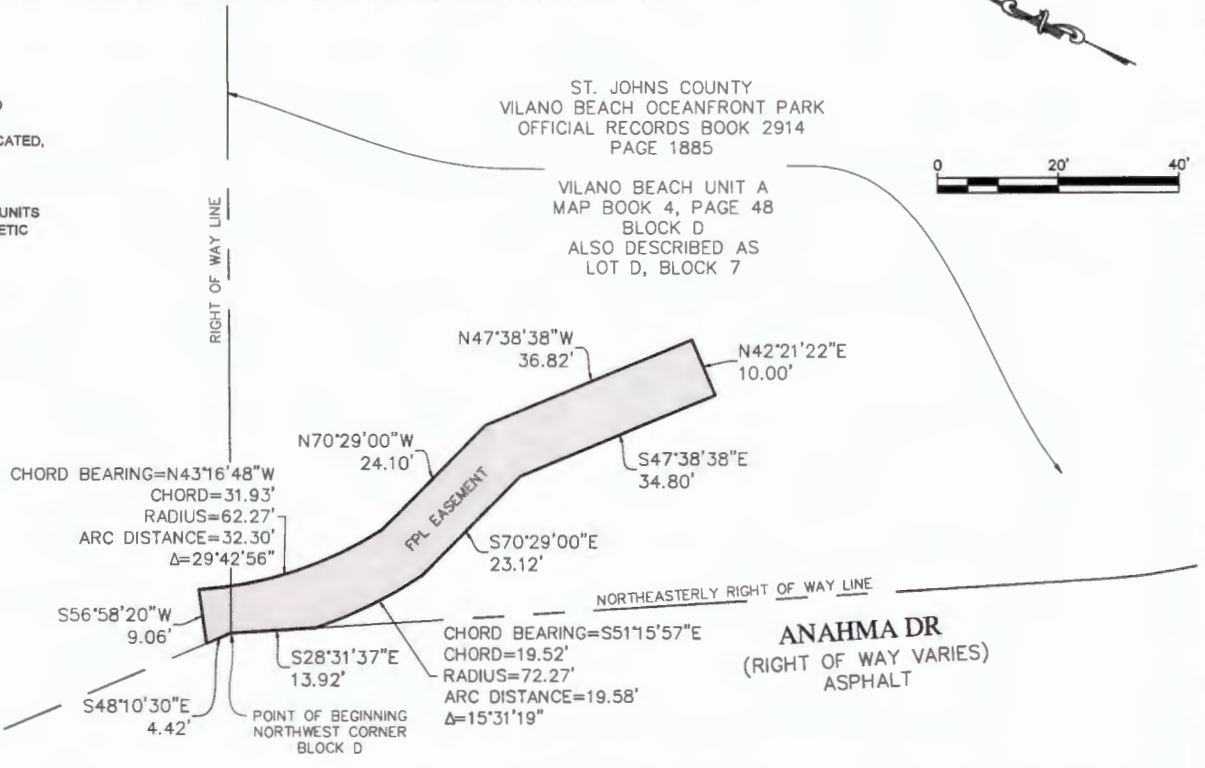 CATED,
UNITS
ETIC
ST. JOHNS COUNTY
VILANO BEACH OCEANFRONT PARK
OFFICIAL RECORDS BOOK 2914
PAGE 1885
VILANO BEACH UNIT A
MAP BOOK 4, PAGE 48
BLOCK D
ALSO DESCRIBED AS
LOT D, BLOCK 7
0 20' 40'
RIGHT OF WAY LINE
N47°38'38"W
36.82'
N42°21'22"E
10.00'
N70°29'00"W
24.10'
S47°38'38"E
34.80'
CHORD BEARING=N43°16'48"W
CHORD=31.93'
RADIUS=62.27'
ARC DISTANCE=32.30'
Δ=29°42'56"
FPL EASEMENT
S70°29'00"E
23.12'
S56°58'20"W
9.06'
NORTHEASTERLY RIGHT OF WAY LINE
ANAHMA DR
(RIGHT OF WAY VARIES)
ASPHALT
S28°31'37"E
13.92'
CHORD BEARING=S51°15'57"E
CHORD=19.52'
RADIUS=72.27'
ARC DISTANCE=19.58'
Δ=15°31'19"
S48°10'30"E
4.42'
POINT OF BEGINNING
NORTHWEST CORNER
BLOCK D